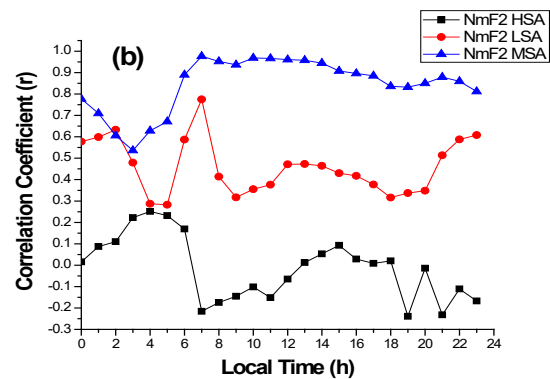 NmF2 HSA
NmF2 LSA
NmF2 MSA
(b)
Correlation Coefficient (r)
1.0
0.9
0.8
0.7
0.6
0.5
0.4
0.3
0.2
0.1
0.0
-0.1
-0.2
-0.3
0 2 4 6 8 10 12 14 16 18 20 22 24
Local Time (h)